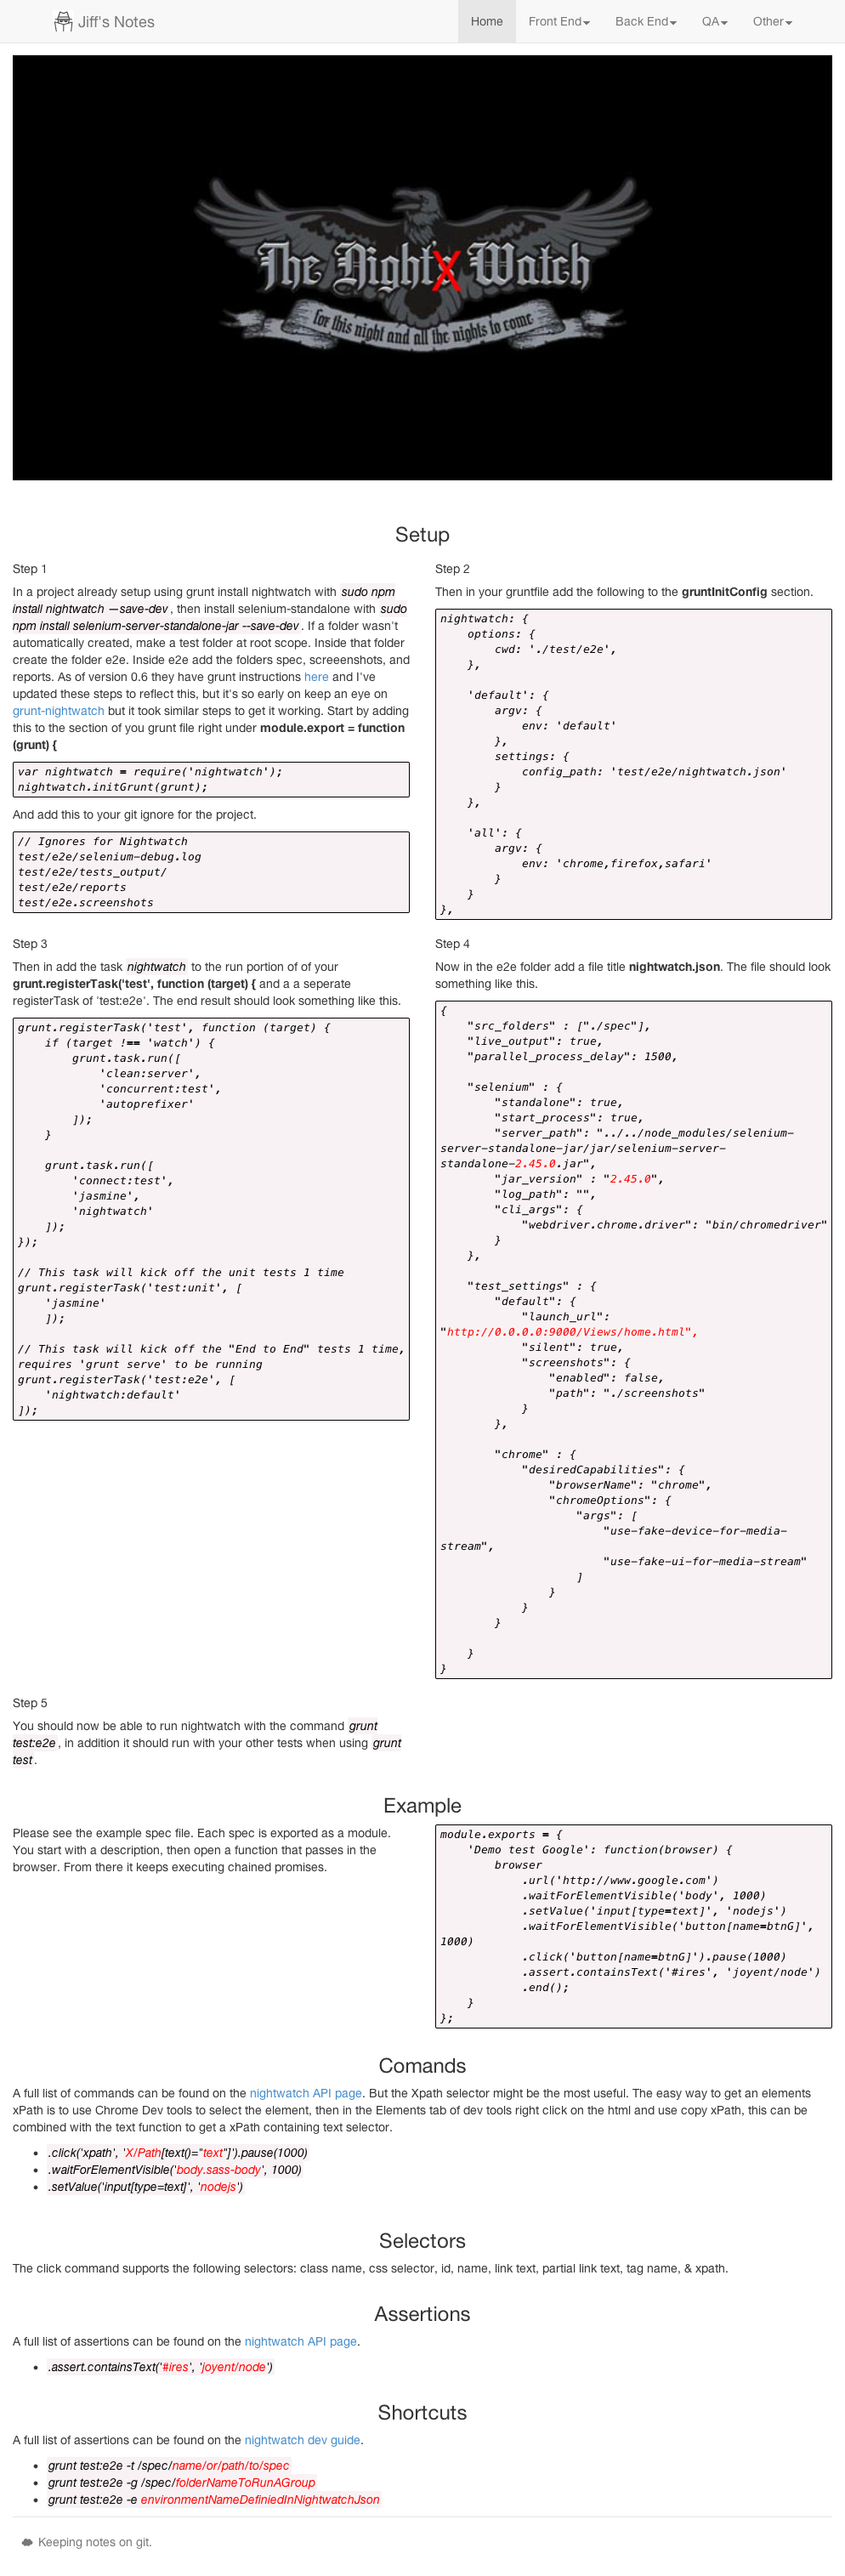 Jiff's Notes
Home Front End Back End QA Other
The Night X Watch
for this night and all the nights to come
Setup
Step 1
In a project already setup using grunt install nightwatch with sudo npm
install nightwatch —save-dev, then install selenium-standalone with sudo
npm install selenium-server-standalone-jar --save-dev. If a folder wasn't
automatically created, make a test folder at root scope. Inside that folder
create the folder e2e. Inside e2e add the folders spec, screeenshots, and
reports. As of version 0.6 they have grunt instructions here and I've
updated these steps to reflect this, but it's so early on keep an eye on
grunt-nightwatch but it took similar steps to get it working. Start by adding
this to the section of you grunt file right under module.export = function
(grunt) {
var nightwatch = require('nightwatch');
nightwatch.initGrunt(grunt);
And add this to your git ignore for the project.
// Ignores for Nightwatch
test/e2e/selenium-debug.log
test/e2e/tests_output/
test/e2e/reports
test/e2e.screenshots
Step 2
Then in your gruntfile add the following to the gruntInitConfig section.
nightwatch: {
options: {
cwd: './test/e2e',
},
'default': {
argv: {
env: 'default'
},
settings: {
config_path: 'test/e2e/nightwatch.json'
}
},
'all': {
argv: {
env: 'chrome,firefox,safari'
}
}
},
Step 3
Then in add the task nightwatch to the run portion of of your
grunt.registerTask('test', function (target) { and a a seperate
registerTask of 'test:e2e'. The end result should look something like this.
grunt.registerTask('test', function (target) {
if (target !== 'watch') {
grunt.task.run([
'clean:server',
'concurrent:test',
'autoprefixer'
]);
}
grunt.task.run([
'connect:test',
'jasmine',
'nightwatch'
]);
});
// This task will kick off the unit tests 1 time
grunt.registerTask('test:unit', [
'jasmine'
]);
// This task will kick off the "End to End" tests 1 time,
requires 'grunt serve' to be running
grunt.registerTask('test:e2e', [
'nightwatch:default'
]);
Step 4
Now in the e2e folder add a file title nightwatch.json. The file should look
something like this.
{
"src_folders" : ["./spec"],
"live_output": true,
"parallel_process_delay": 1500,
"selenium" : {
"standalone": true,
"start_process": true,
"server_path": "../../node_modules/selenium-
server-standalone-jar/jar/selenium-server-
standalone-2.45.0.jar",
"jar_version" : "2.45.0",
"log_path": "",
"cli_args": {
"webdriver.chrome.driver": "bin/chromedriver"
}
},
"test_settings" : {
"default": {
"launch_url":
"http://0.0.0.0:9000/Views/home.html",
"silent": true,
"screenshots": {
"enabled": false,
"path": "./screenshots"
}
},
"chrome" : {
"desiredCapabilities": {
"browserName": "chrome",
"chromeOptions": {
"args": [
"use-fake-device-for-media-
stream",
"use-fake-ui-for-media-stream"
]
}
}
}
}
}
Step 5
You should now be able to run nightwatch with the command grunt
test:e2e, in addition it should run with your other tests when using grunt
test.
Example
Please see the example spec file. Each spec is exported as a module.
You start with a description, then open a function that passes in the
browser. From there it keeps executing chained promises.
module.exports = {
'Demo test Google': function(browser) {
browser
.url('http://www.google.com')
.waitForElementVisible('body', 1000)
.setValue('input[type=text]', 'nodejs')
.waitForElementVisible('button[name=btnG]',
1000)
.click('button[name=btnG]').pause(1000)
.assert.containsText('#ires', 'joyent/node')
.end();
}
};
Comands
A full list of commands can be found on the nightwatch API page. But the Xpath selector might be the most useful. The easy way to get an elements
xPath is to use Chrome Dev tools to select the element, then in the Elements tab of dev tools right click on the html and use copy xPath, this can be
combined with the text function to get a xPath containing text selector.
.click('xpath', 'X/Path[text()="text"]').pause(1000)
.waitForElementVisible('body.sass-body', 1000)
.setValue('input[type=text]', 'nodejs')
Selectors
The click command supports the following selectors: class name, css selector, id, name, link text, partial link text, tag name, & xpath.
Assertions
A full list of assertions can be found on the nightwatch API page.
.assert.containsText('#ires', 'joyent/node')
Shortcuts
A full list of assertions can be found on the nightwatch dev guide.
grunt test:e2e -t /spec/name/or/path/to/spec
grunt test:e2e -g /spec/folderNameToRunAGroup
grunt test:e2e -e environmentNameDefiniedInNightwatchJson
Keeping notes on git.